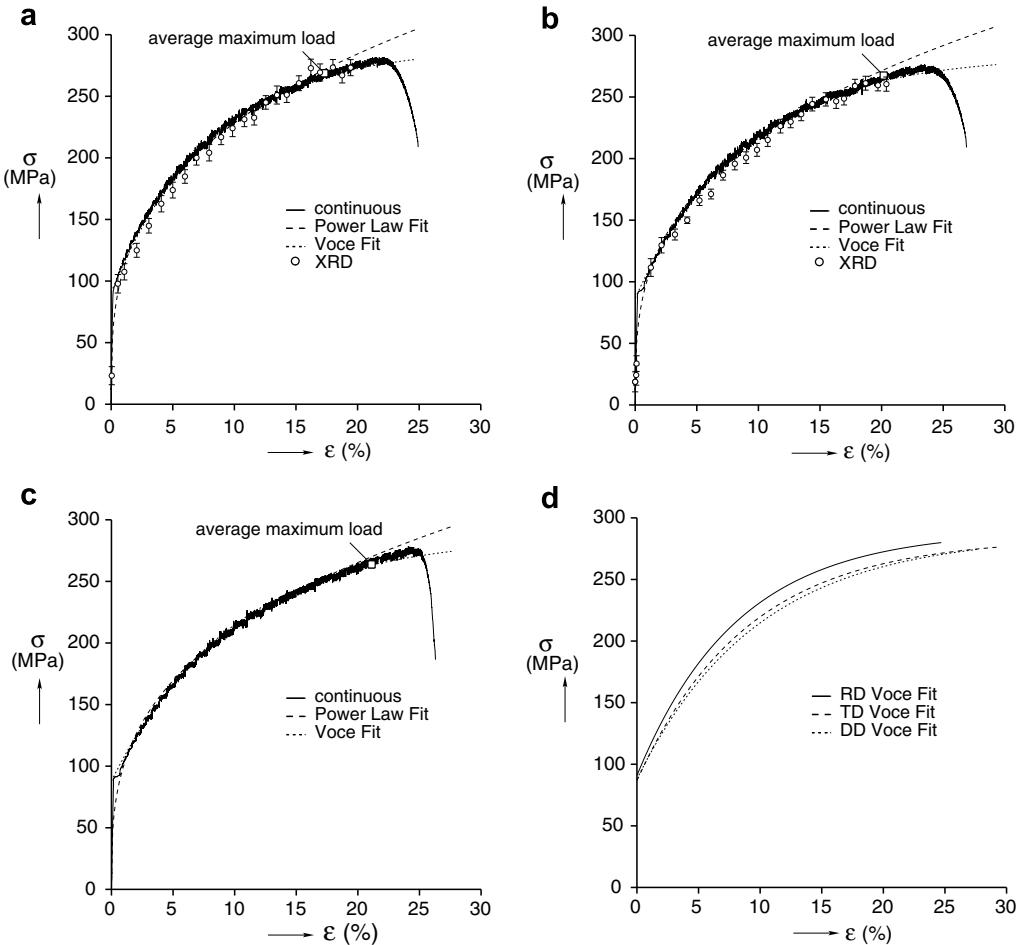 a
average maximum load
300
250
200
150
100
50
0
σ
(MPa)
continuous
Power Law Fit
Voce Fit
XRD
0 5 10 15 20 25 30
ε (%)
b
average maximum load
300
250
200
150
100
50
0
σ
(MPa)
continuous
Power Law Fit
Voce Fit
XRD
0 5 10 15 20 25 30
ε (%)
c
average maximum load
300
250
200
150
100
50
0
σ
(MPa)
continuous
Power Law Fit
Voce Fit
0 5 10 15 20 25 30
ε (%)
d
300
250
200
150
100
50
0
σ
(MPa)
RD Voce Fit
TD Voce Fit
DD Voce Fit
0 5 10 15 20 25 30
ε (%)